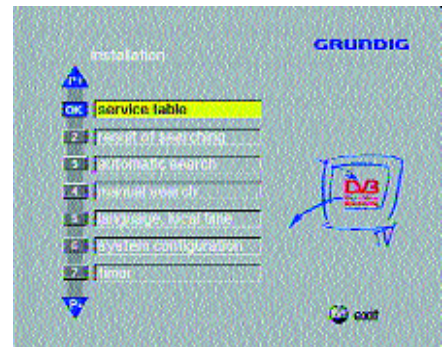 GRUNDIG
installation
P+
OK service table
2 reset of searching
3 automatic search
4 manual search
5 language, local time
6 system configuration
7 timer
DVB
P-
exit